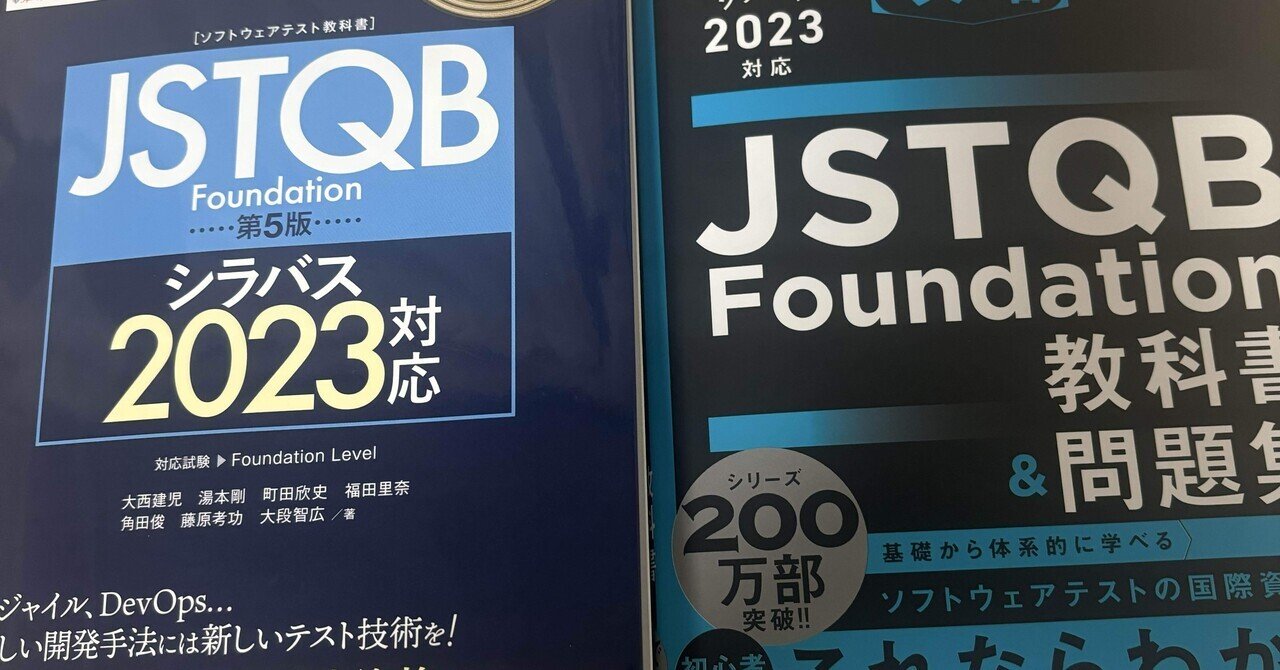 [ソフトウェアテスト教科書]
JSTQB
Foundation
……第5版……
シラバス
2023対応
対応試験▶Foundation Level
大西建児 湯本剛 町田欣史 福田里奈
角田俊 藤原考功 大段智広/著
ジャイル、DevOps…
しい開発手法には新しいテスト技術を!
2023
対応
JSTQB
Foundation
教科書
&問題集
シリーズ
200
万部
突破!!
基礎から体系的に学べる
ソフトウェアテストの国際資
初心者
これならわか